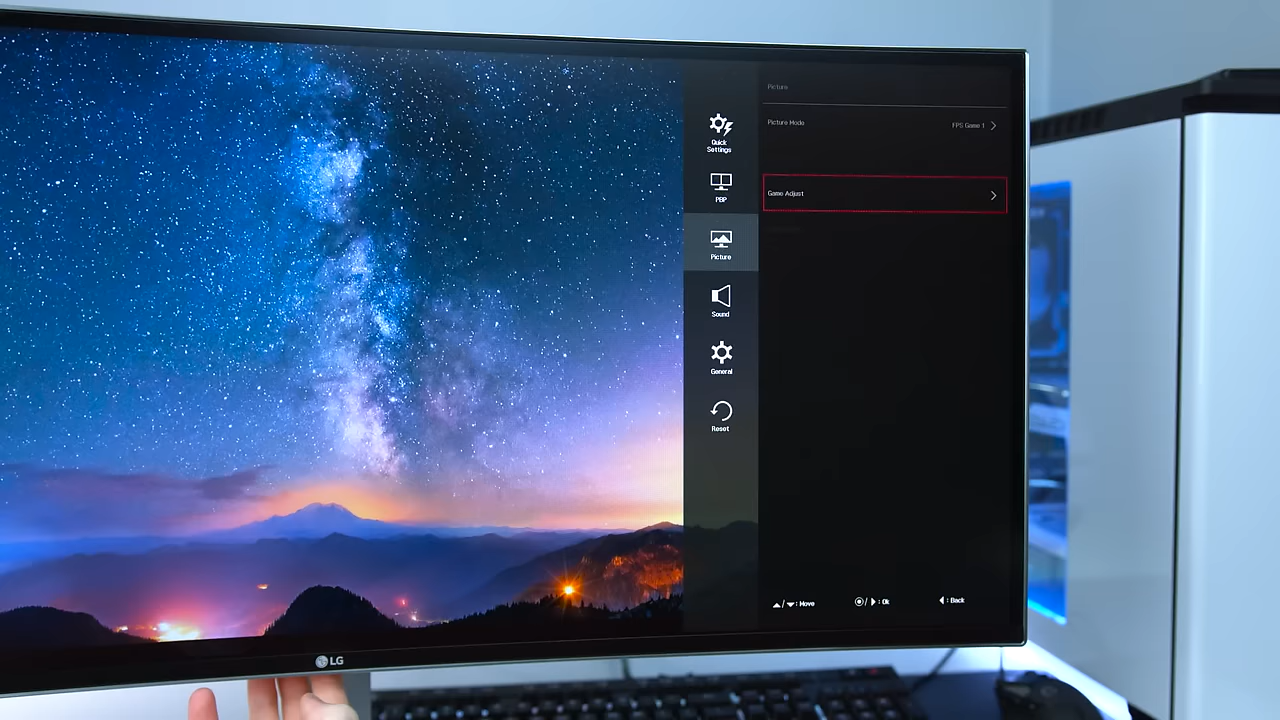 Picture
Picture Mode
FPS Game 1
Game Adjust
Quick
Settings
PBP
Picture
Sound
General
Reset
/ : Move
/ : Ok
: Back
LG